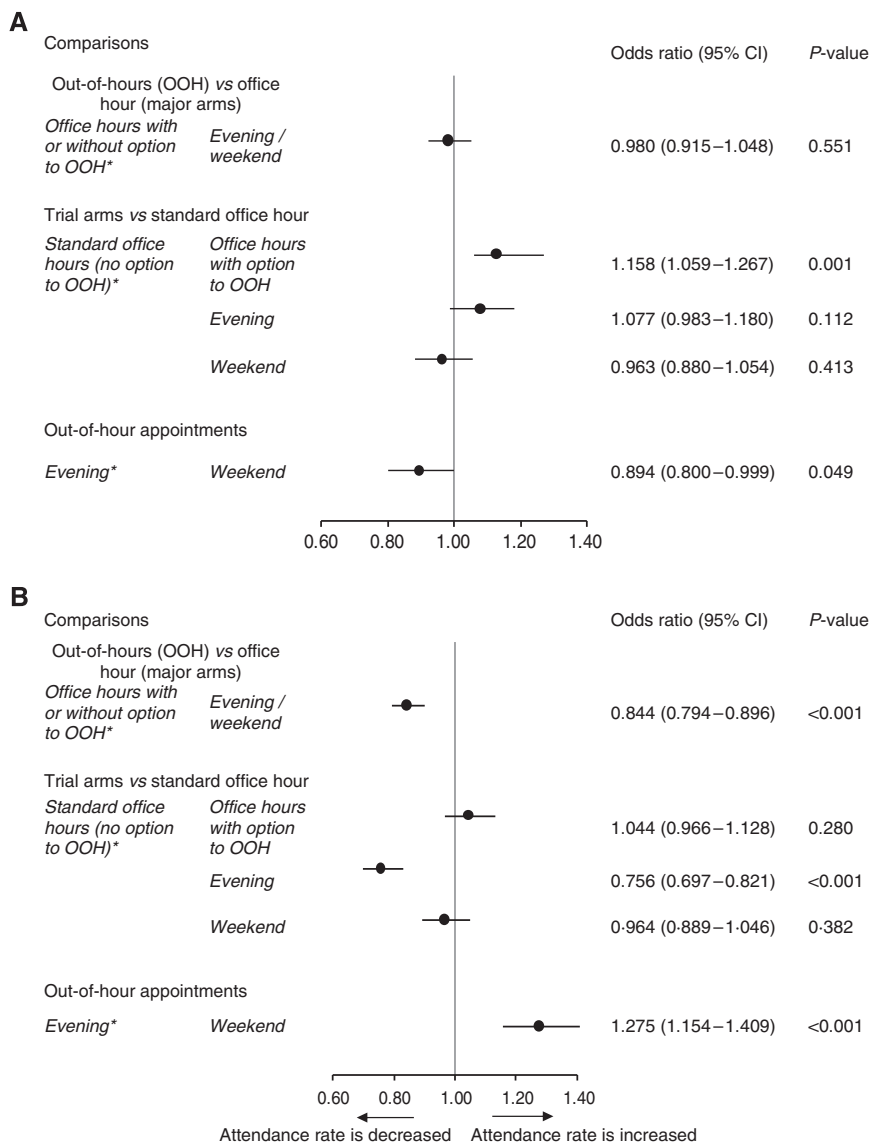 A
Comparisons
Odds ratio (95% CI)
P-value
Out-of-hours (OOH) vs office
hour (major arms)
Office hours with
or without option
to OOH*
Evening /
weekend
0.980 (0.915–1.048)
0.551
Trial arms vs standard office hour
Standard office
hours (no option
to OOH)*
Office hours
with option
to OOH
1.158 (1.059–1.267)
0.001
Evening
1.077 (0.983–1.180)
0.112
Weekend
0.963 (0.880–1.054)
0.413
Out-of-hour appointments
Evening*
Weekend
0.894 (0.800–0.999)
0.049
0.60 0.80 1.00 1.20 1.40
B
Comparisons
Odds ratio (95% CI)
P-value
Out-of-hours (OOH) vs office
hour (major arms)
Office hours with
or without option
to OOH*
Evening /
weekend
0.844 (0.794–0.896)
<0.001
Trial arms vs standard office hour
Standard office
hours (no option
to OOH)*
Office hours
with option
to OOH
1.044 (0.966–1.128)
0.280
Evening
0.756 (0.697–0.821)
<0.001
Weekend
0·964 (0·889–1·046)
0·382
Out-of-hour appointments
Evening*
Weekend
1.275 (1.154–1.409)
<0.001
0.60 0.80 1.00 1.20 1.40
Attendance rate is decreased
Attendance rate is increased